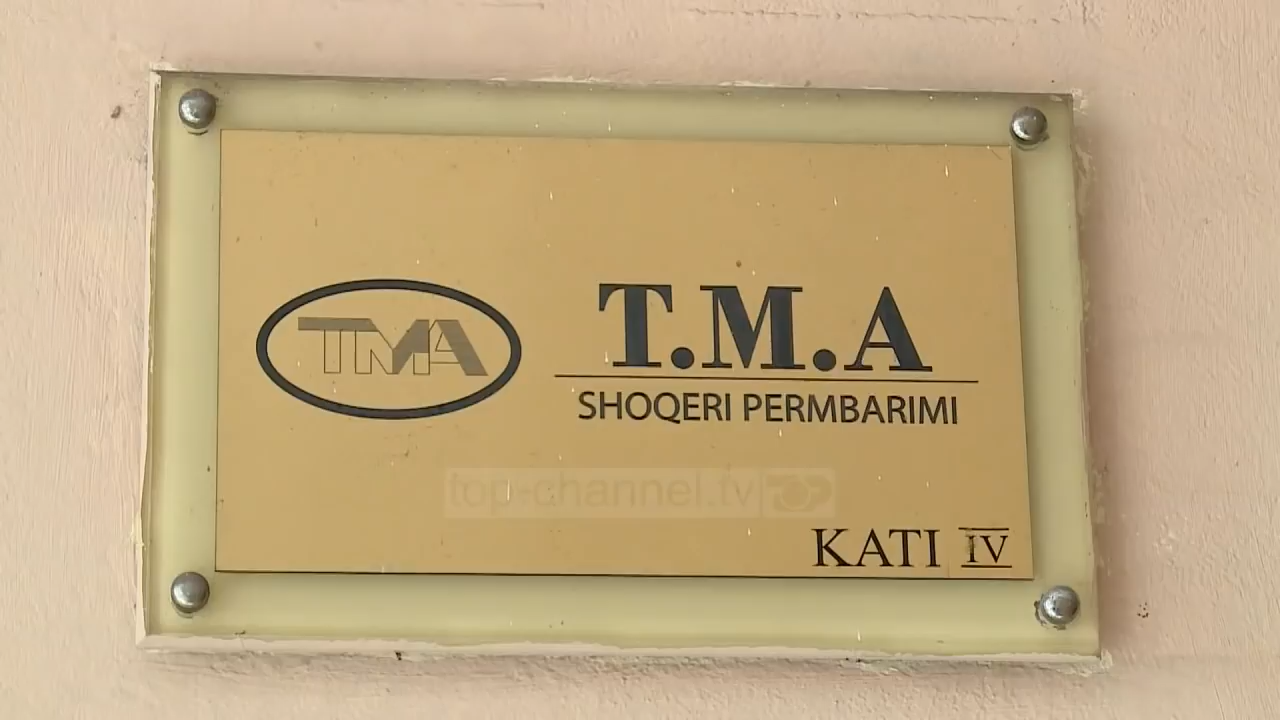 TMA
T.M.A
SHOQERI PERMBARIMI
top-channel.tv
KATI IV